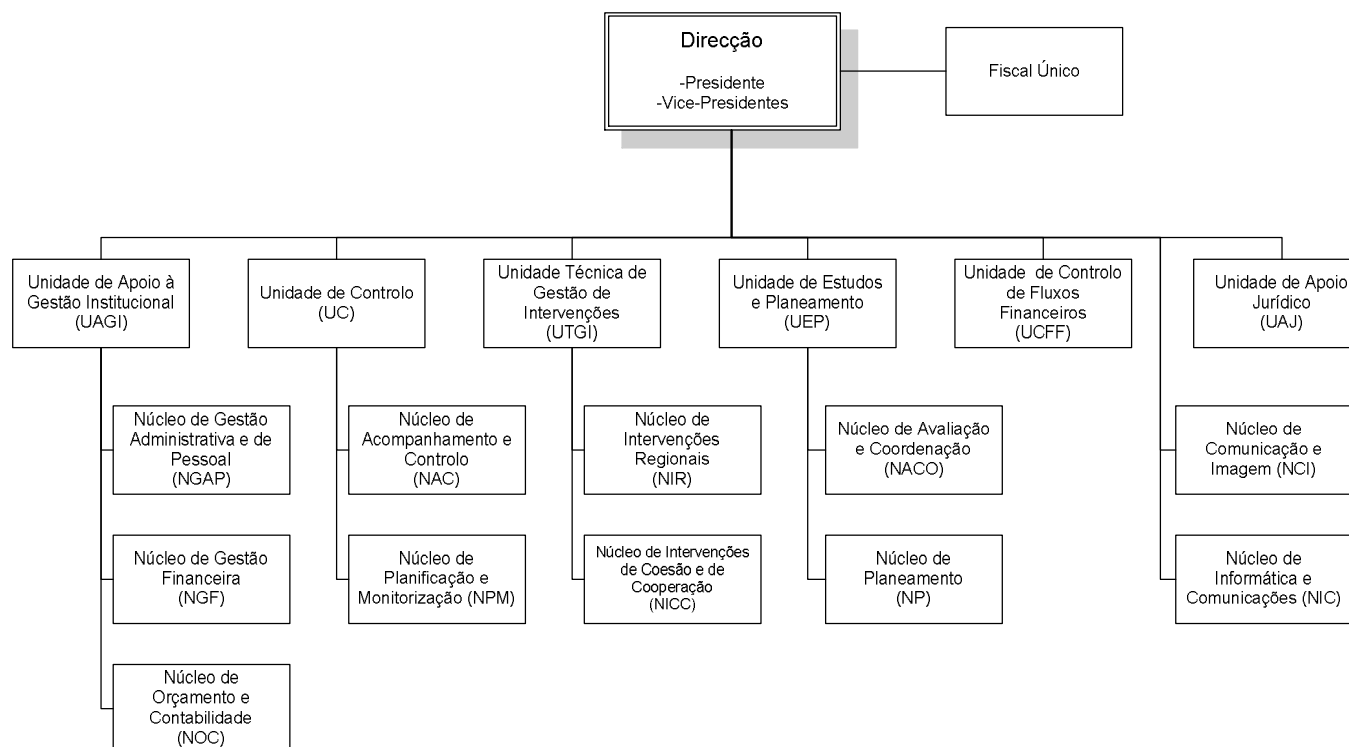 Direcção
-Presidente
-Vice-Presidentes
Fiscal Único
Unidade de Apoio à
Gestão Institucional
(UAGI)
Unidade de Controlo
(UC)
Unidade Técnica de
Gestão de
Intervenções
(UTGI)
Unidade de Estudos
e Planeamento
(UEP)
Unidade de Controlo
de Fluxos
Financeiros
(UCFF)
Unidade de Apoio
Jurídico
(UAJ)
Núcleo de Gestão
Administrativa e de
Pessoal
(NGAP)
Núcleo de
Acompanhamento e
Controlo
(NAC)
Núcleo de
Intervenções
Regionais
(NIR)
Núcleo de Avaliação
e Coordenação
(NACO)
Núcleo de
Comunicação e
Imagem (NCI)
Núcleo de Gestão
Financeira
(NGF)
Núcleo de
Planificação e
Monitorização (NPM)
Núcleo de Intervenções
de Coesão e de
Cooperação
(NICC)
Núcleo de
Planeamento
(NP)
Núcleo de
Informática e
Comunicações (NIC)
Núcleo de
Orçamento e
Contabilidade
(NOC)